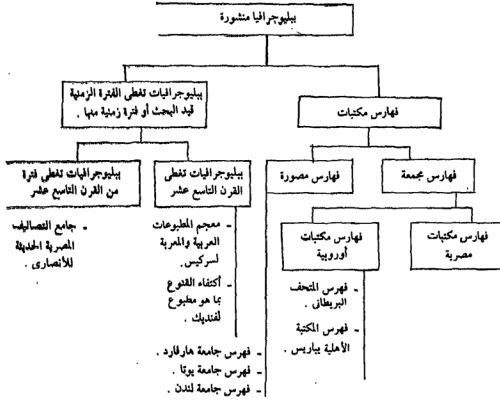 ببليوجرافيا منشورة
فهارس مكتبات
ببليوجرافيات تغطى الفترة الزمنية
قيد البحث أو فترة زمنية منها .
فهارس مجمعة
فهارس مصورة
ببليوجرافيات تغطى
القرن التاسع عشر
ببليوجرافيات تغطى فترة
من القرن التاسع عشر
فهارس مكتبات
مصرية
فهارس مكتبات
أوروبية
- فهرس المتحف
البريطانى .
- فهرس المكتبة
الأهلية بباريس .
- فهرس جامعة هارفارد .
- فهرس جامعة يوتا .
- فهرس جامعة لندن .
- معجم المطبوعات
العربية والمعربة
لسركيس.
- أكتفاء القنوع
بما هو مطبوع
لفنديك .
- جامع التصاليف
المصرية الحديثة
للأنصارى .